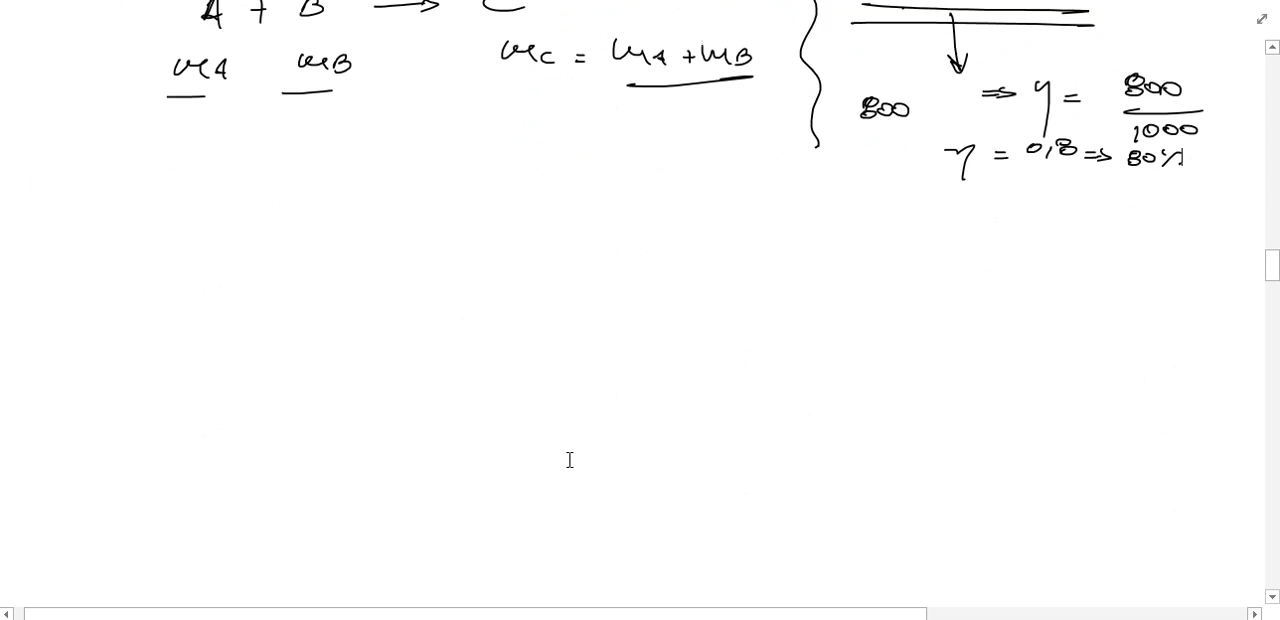 A + B → C
mA mB mC = mA + mB
800 ⇒ η = 800
1000
η = 0,8 ⇒ 80%